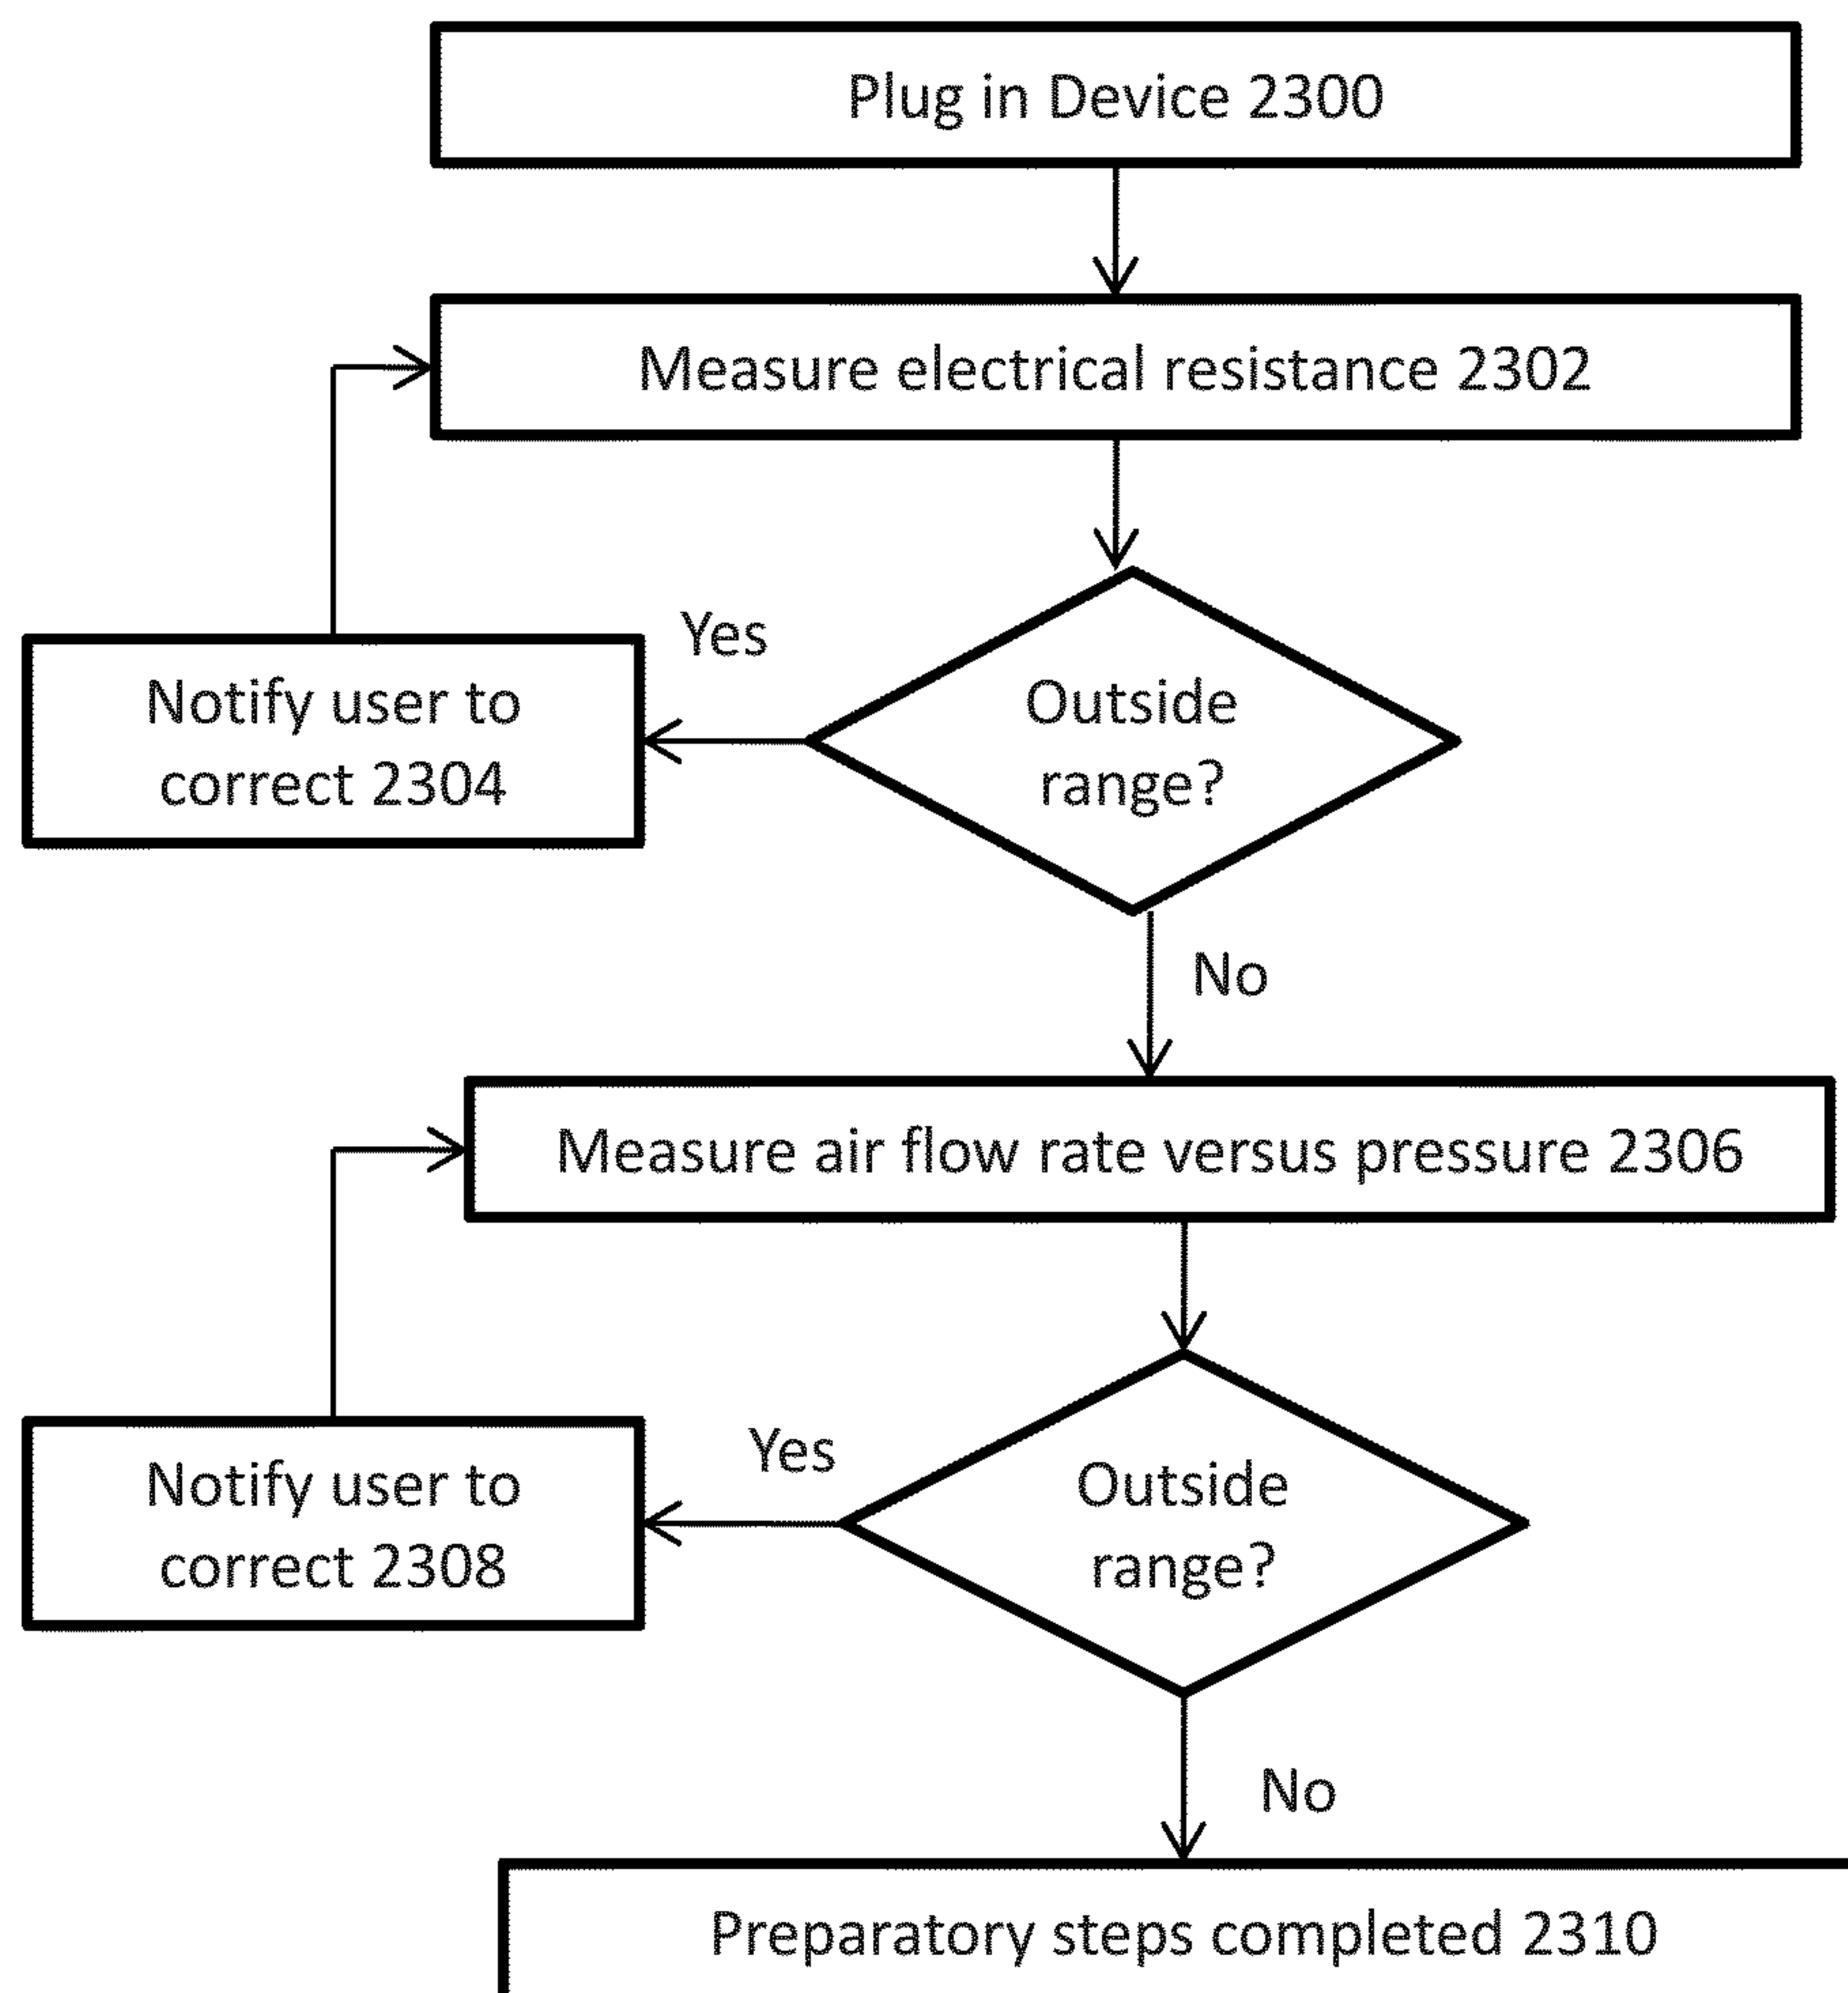 Plug in Device 2300
Measure electrical resistance 2302
Yes
Notify user to
correct 2304
Outside
range?
No
Measure air flow rate versus pressure 2306
Yes
Notify user to
correct 2308
Outside
range?
No
Preparatory steps completed 2310